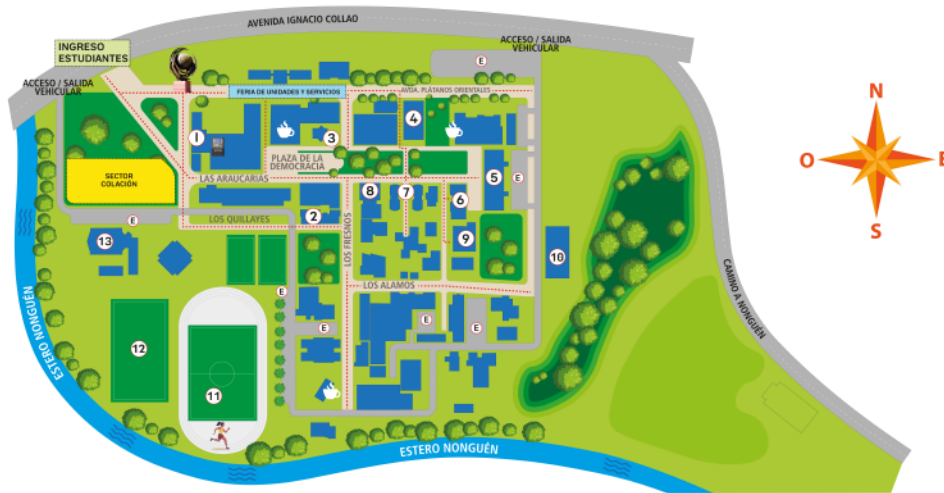 AVENIDA IGNACIO COLLAO
INGRESO
ESTUDIANTES
ACCESO / SALIDA
VEHICULAR
E
ACCESO / SALIDA
VEHICULAR
FERIA DE UNIDADES Y SERVICIOS
AVDA. PLÁTANOS ORIENTALES
N
O
E
S
1
3
4
PLAZA DE LA
DEMOCRACIA
SECTOR
COLACIÓN
LAS ARAUCARIAS
5
E
8
7
6
2
LOS QUILLAYES
E
LOS FRESNOS
9
13
10
LOS ALAMOS
E
E
E
E
12
11
CAMINO A NONGUÉN
ESTERO NONGUÉN
ESTERO NONGUÉN